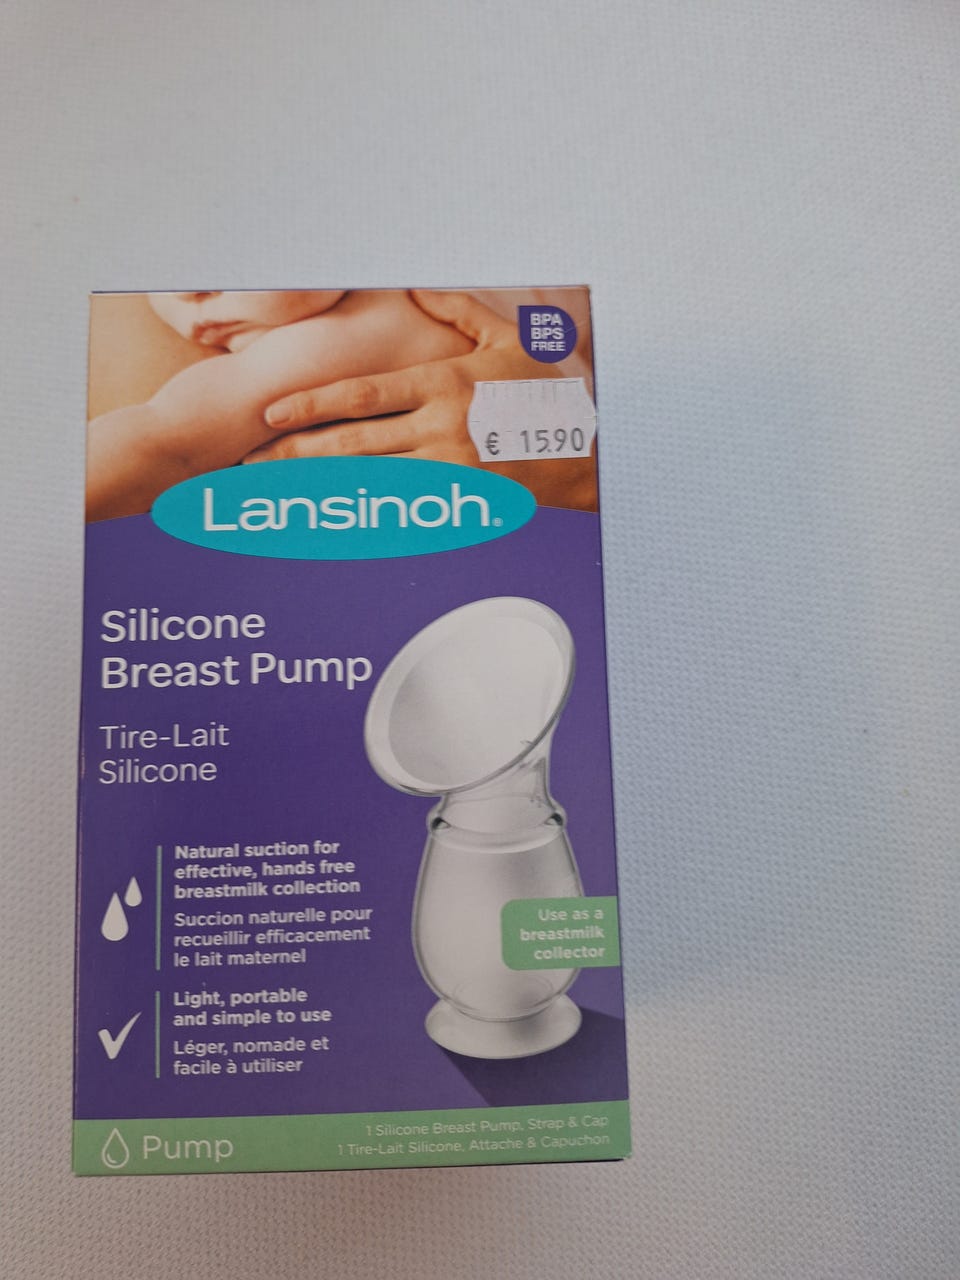 BPA
BPS
FREE
€ 15.90
Lansinoh®
Silicone
Breast Pump
Tire-Lait
Silicone
Natural suction for
effective, hands free
breastmilk collection
Succion naturelle pour
recueillir efficacement
le lait maternel
Use as a
breastmilk
collector
Light, portable
and simple to use
Léger, nomade et
facile à utiliser
Pump
1 Silicone Breast Pump, Strap & Cap
1 Tire-Lait Silicone, Attache & Capuchon